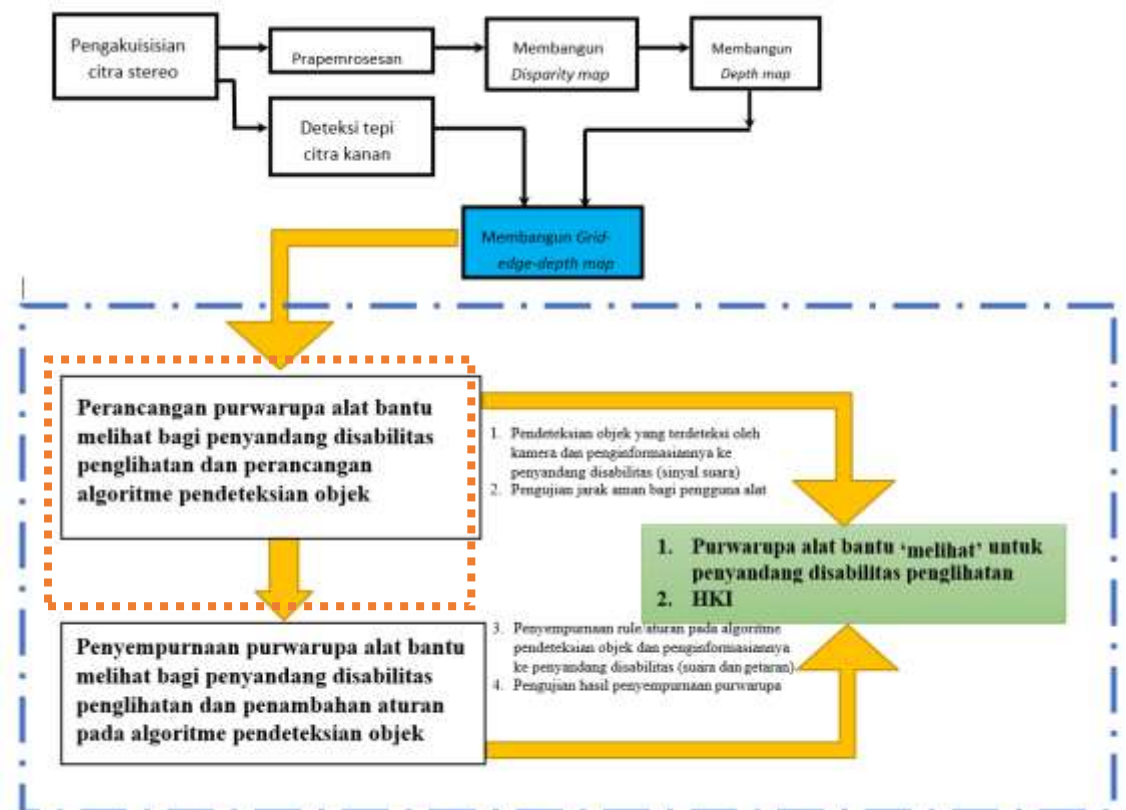 Pengakuisisian
citra stereo
Prapemrosesan
Membangun
Disparity map
Membangun
Depth map
Deteksi tepi
citra kanan
Membangun Grid-
edge-depth map
Perancangan purwarupa alat bantu
melihat bagi penyandang disabilitas
penglihatan dan perancangan
algoritme pendeteksian objek
1. Pendeteksian objek yang terdeteksi oleh
kamera dan penginformasiannya ke
penyandang disabilitas (sinyal suara)
2. Pengujian jarak aman bagi pengguna alat
1. Purwarupa alat bantu ‘melihat’ untuk
penyandang disabilitas penglihatan
2. HKI
Penyempurnaan purwarupa alat bantu
melihat bagi penyandang disabilitas
penglihatan dan penambahan aturan
pada algoritme pendeteksian objek
3. Penyempurnaan rule/aturan pada algoritme
pendeteksian objek dan penginformasiannya
ke penyandang disabilitas (suara dan getaran)
4. Pengujian hasil penyempurnaan purwarupa